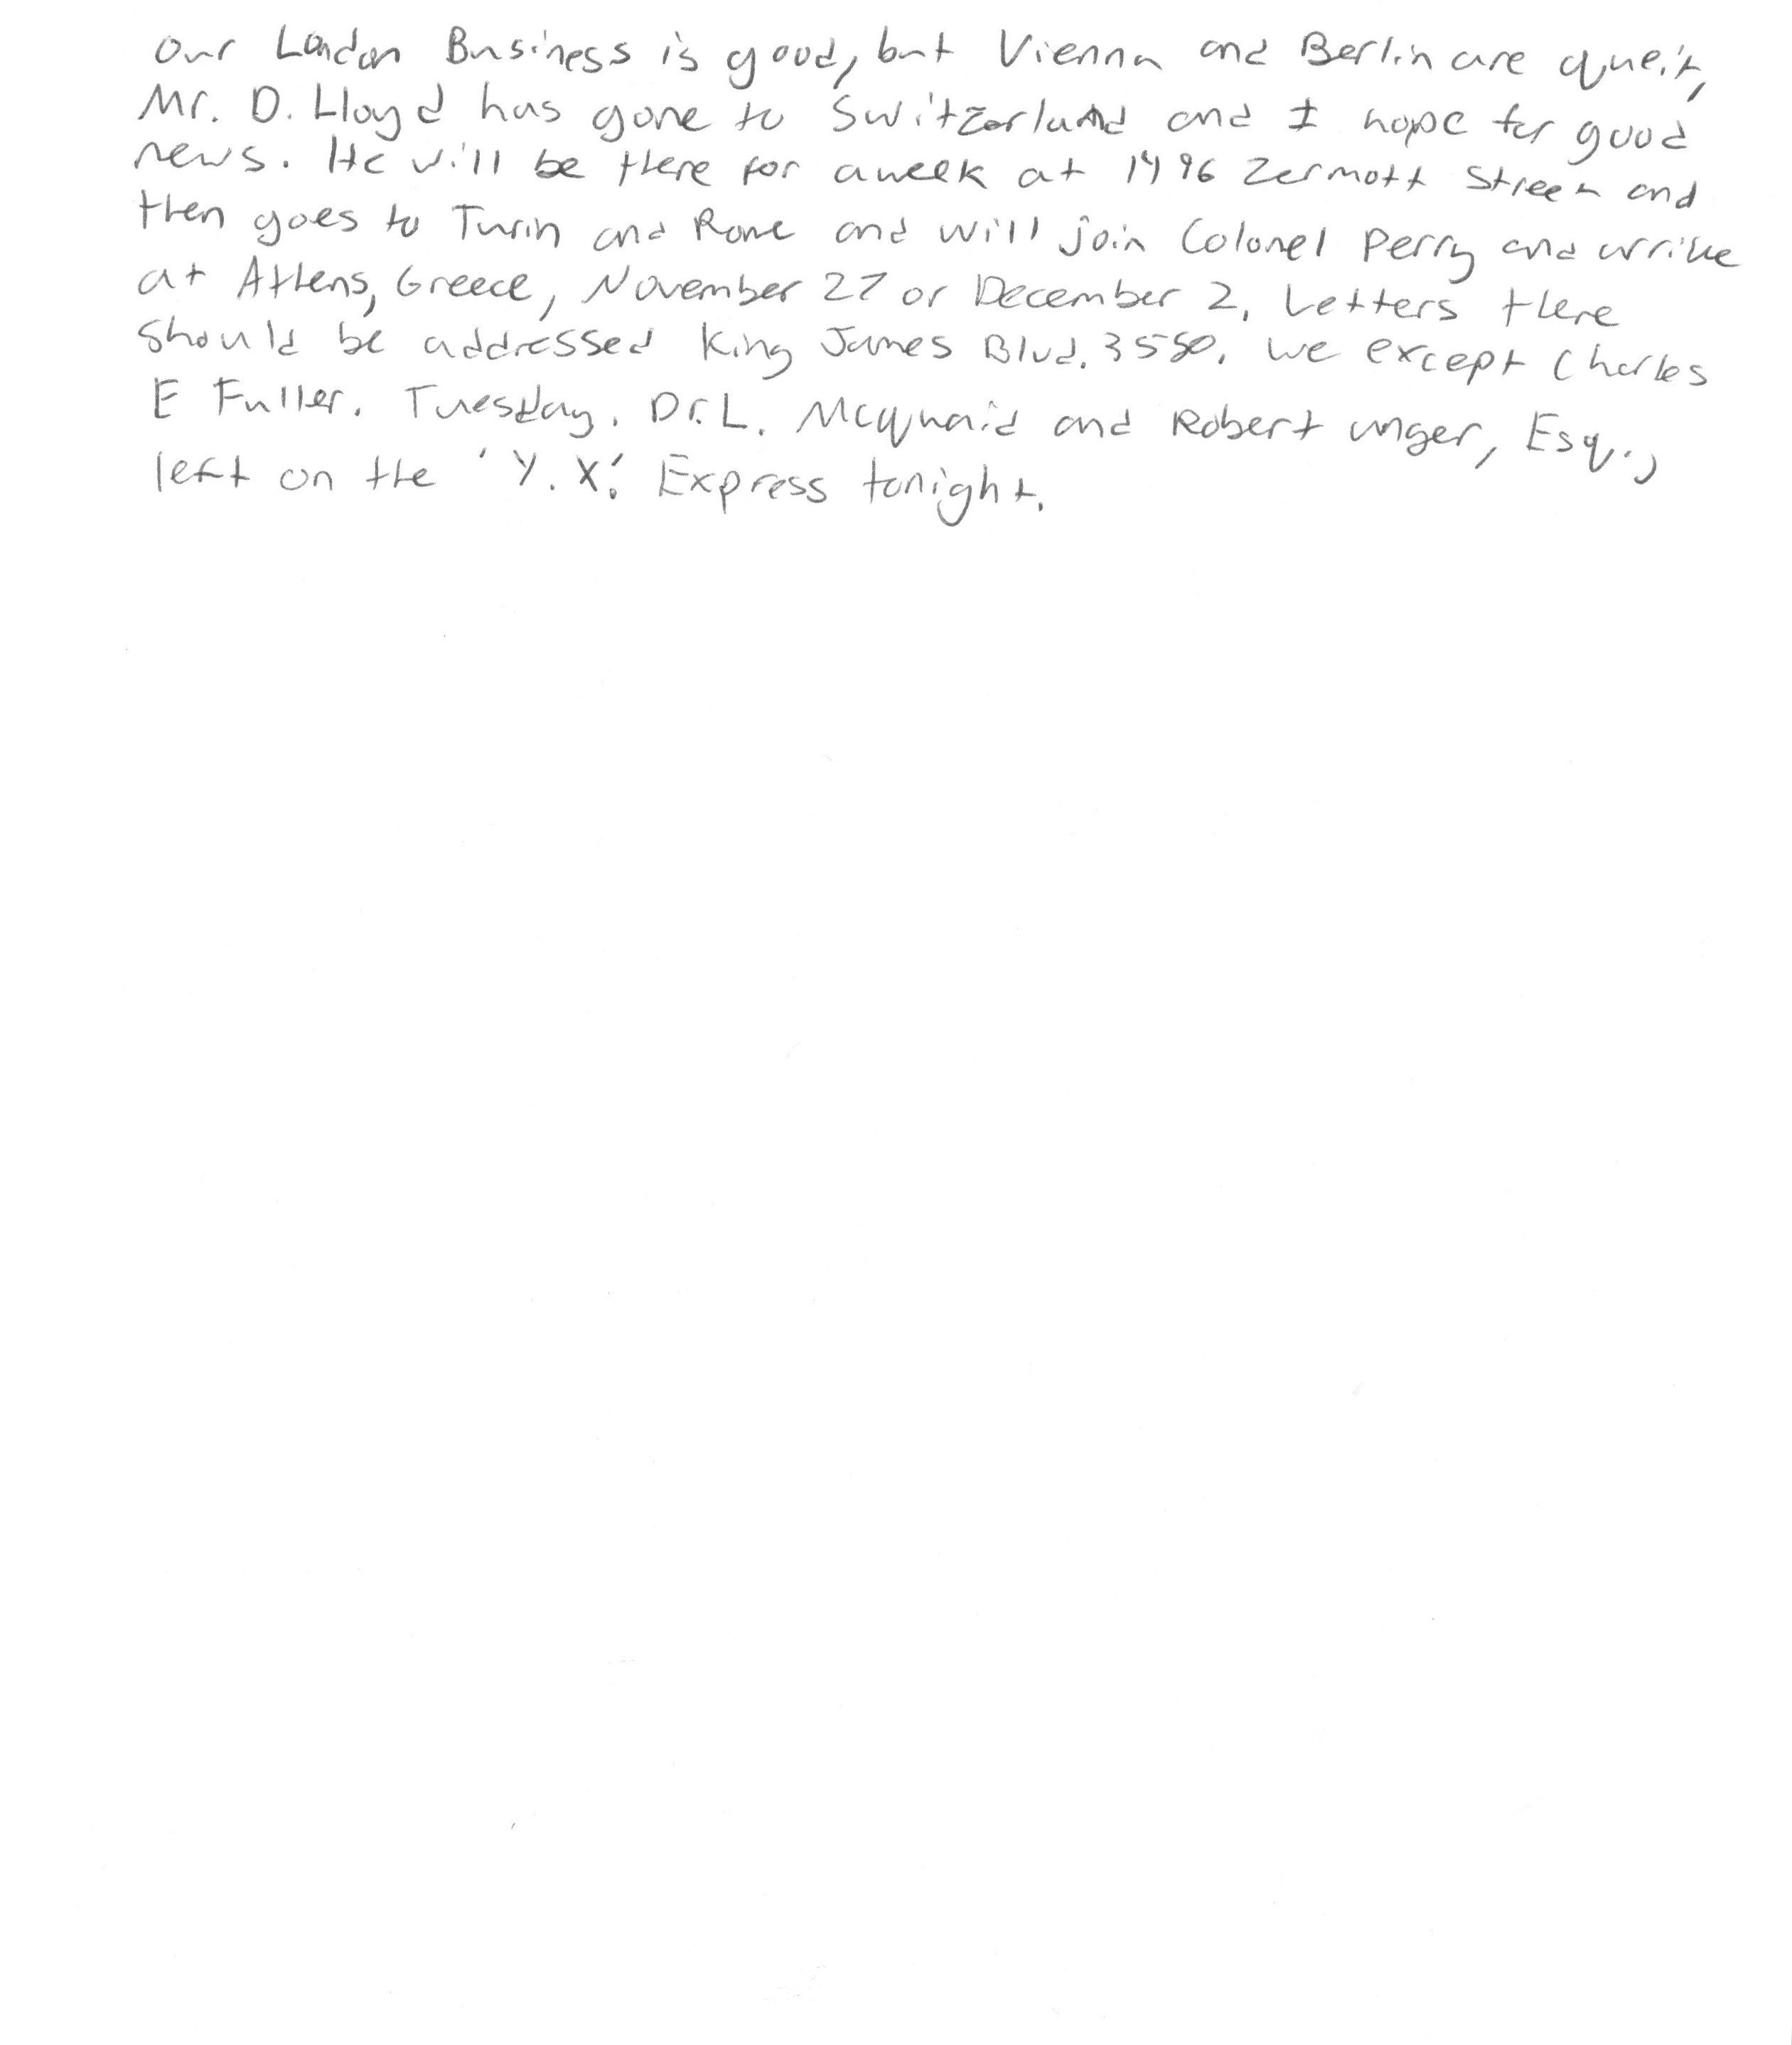 Our London Business is good, but Vienna and Berlin are queit,
Mr. D. Lloyd has gone to Switzerland and I hope for good
news. He will be there for a week at 1496 Zermott Street and
then goes to Turin and Rome and will join Colonel Perry and arrive
at Athens, Greece, November 27 or December 2. Letters there
should be addressed King James Blvd. 3550. We except Charles
E Fuller. Tuesday. Dr. L. McQuaid and Robert Unger, Esq.,
left on the 'Y.X.' Express tonight.